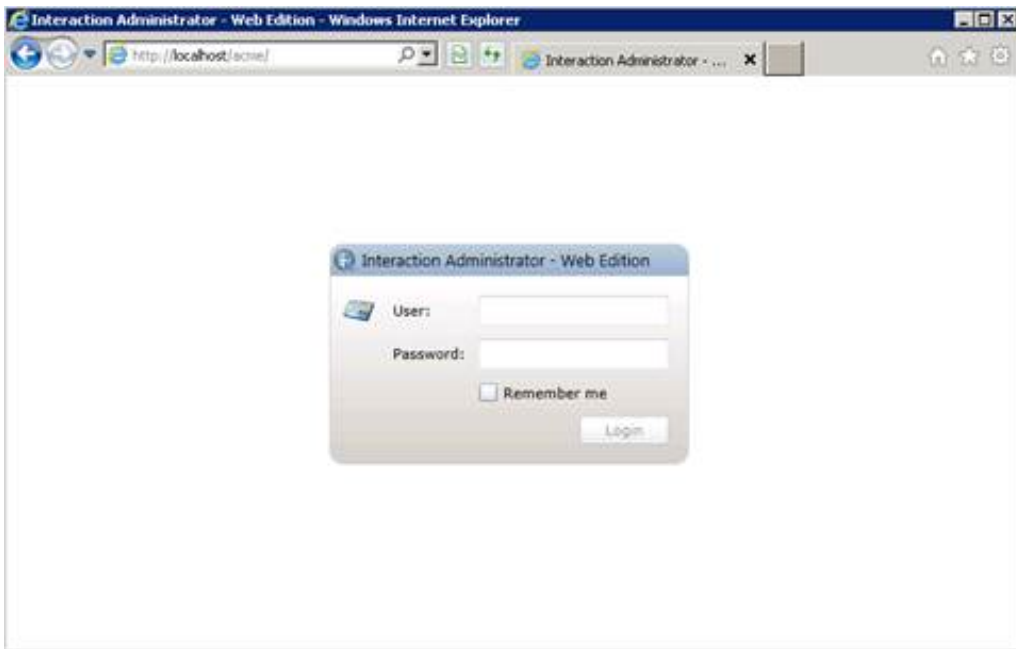 Interaction Administrator - Web Edition - Windows Internet Explorer
http://localhost/acme/
Interaction Administrator - ...
Interaction Administrator - Web Edition
User:
Password:
Remember me
Login